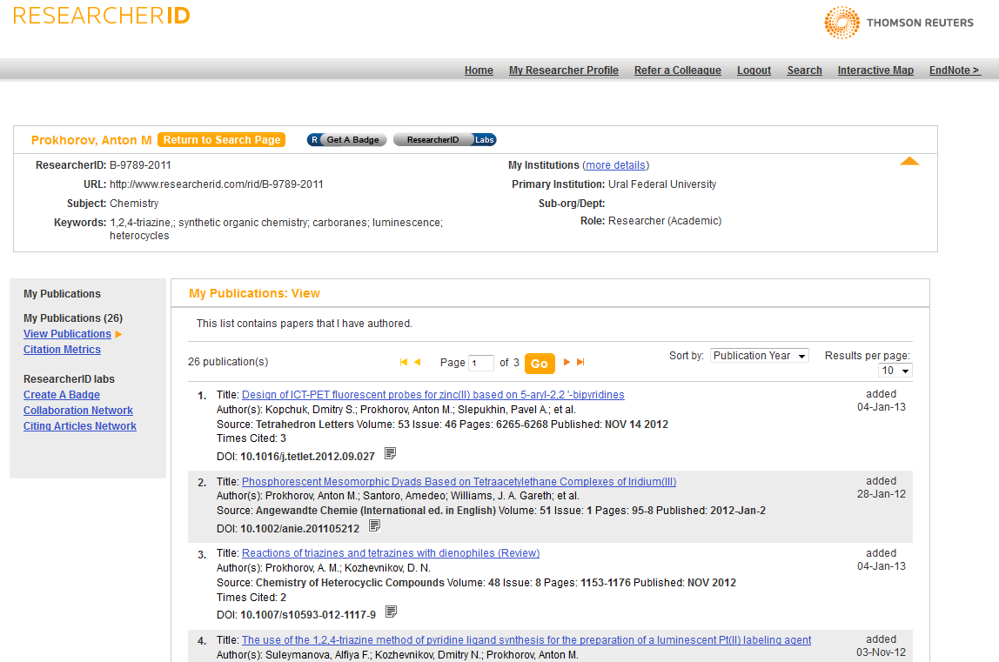 RESEARCHERID
THOMSON REUTERS
Home My Researcher Profile Refer a Colleague Logout Search Interactive Map EndNote >
Prokhorov, Anton M Return to Search Page R Get A Badge ResearcherID Labs
ResearcherID: B-9789-2011
URL: http://www.researcherid.com/rid/B-9789-2011
Subject: Chemistry
Keywords: 1,2,4-triazine,; synthetic organic chemistry; carboranes; luminescence;
heterocycles
My Institutions (more details)
Primary Institution: Ural Federal University
Sub-org/Dept:
Role: Researcher (Academic)
My Publications
My Publications (26)
View Publications
Citation Metrics
ResearcherID labs
Create A Badge
Collaboration Network
Citing Articles Network
My Publications: View
This list contains papers that I have authored.
26 publication(s) Page 1 of 3 Go Sort by: Publication Year Results per page:
10
1. Title: Design of ICT-PET fluorescent probes for zinc(II) based on 5-aryl-2,2 '-bipyridines
Author(s): Kopchuk, Dmitry S.; Prokhorov, Anton M.; Slepukhin, Pavel A.; et al.
Source: Tetrahedron Letters Volume: 53 Issue: 46 Pages: 6265-6268 Published: NOV 14 2012
Times Cited: 3
DOI: 10.1016/j.tetlet.2012.09.027
added
04-Jan-13
2. Title: Phosphorescent Mesomorphic Dyads Based on Tetraacetylethane Complexes of Iridium(III)
Author(s): Prokhorov, Anton M.; Santoro, Amedeo; Williams, J. A. Gareth; et al.
Source: Angewandte Chemie (International ed. in English) Volume: 51 Issue: 1 Pages: 95-8 Published: 2012-Jan-2
DOI: 10.1002/anie.201105212
added
28-Jan-12
3. Title: Reactions of triazines and tetrazines with dienophiles (Review)
Author(s): Prokhorov, A. M.; Kozhevnikov, D. N.
Source: Chemistry of Heterocyclic Compounds Volume: 48 Issue: 8 Pages: 1153-1176 Published: NOV 2012
Times Cited: 2
DOI: 10.1007/s10593-012-1117-9
added
04-Jan-13
4. Title: The use of the 1,2,4-triazine method of pyridine ligand synthesis for the preparation of a luminescent Pt(II) labeling agent
Author(s): Suleymanova, Alfiya F.; Kozhevnikov, Dmitry N.; Prokhorov, Anton M.
added
03-Nov-12